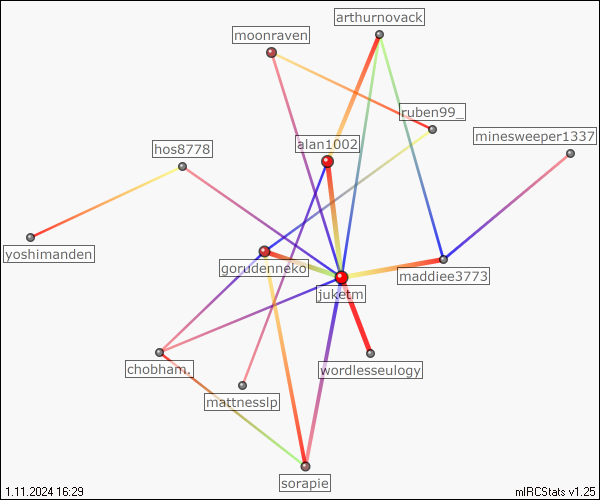 arthurnovack
moonraven
ruben99_
minesweeper1337
alan1002
hos8778
yoshimanden
gorudenneko
maddiee3773
juketm
chobham.
wordlesseulogy
mattnesslp
sorapie
1.11.2024 16:29
mIRCStats v1.25